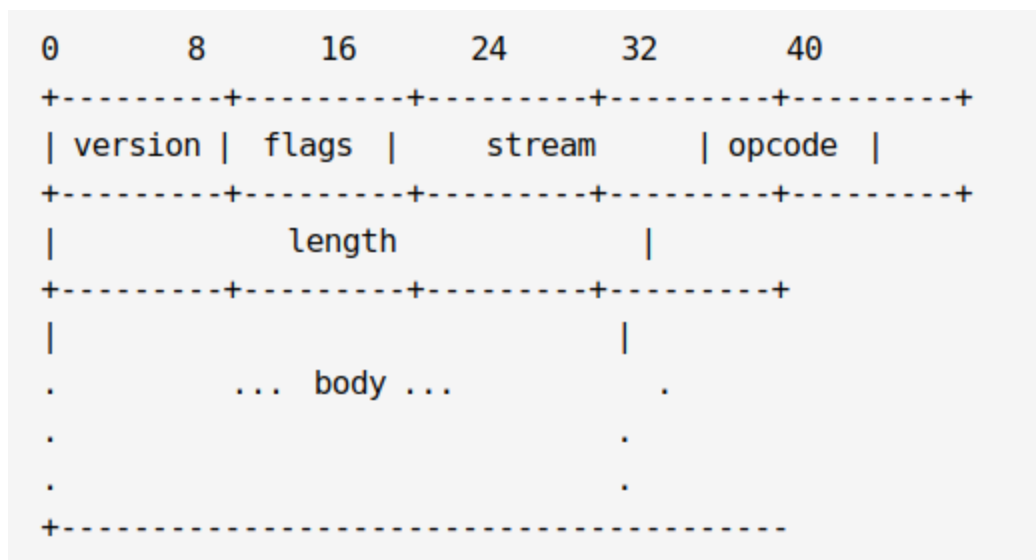 0        8        16        24        32        40
+---------+---------+---------+---------+---------+
| version |  flags  |     stream      | opcode  |
+---------+---------+---------+---------+---------+
|             length              |
+---------+---------+---------+---------+
|                               |
.          ... body ...           .
.                               .
.                               .
+----------------------------------------